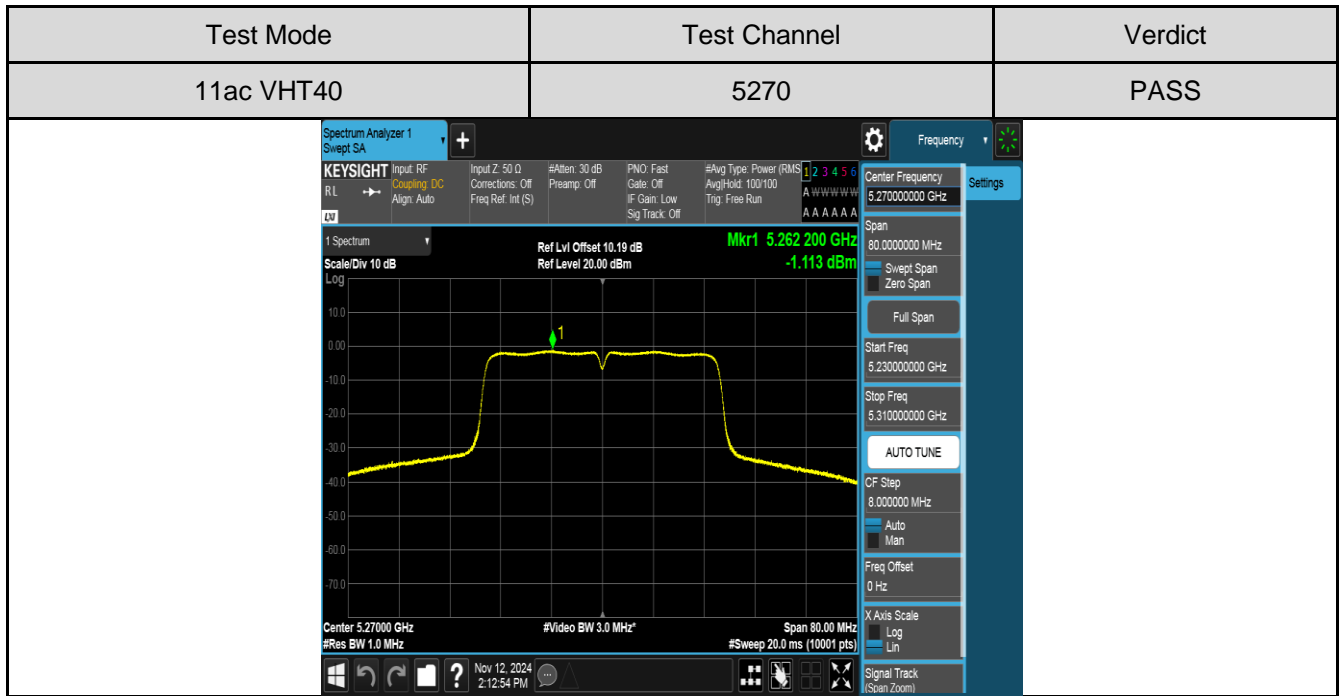 Test Mode Test Channel Verdict
11ac VHT40 5270 PASS
Spectrum Analyzer 1
Swept SA
+
Frequency
KEYSIGHT Input: RF Input Z: 50 Ω #Atten: 30 dB PNO: Fast #Avg Type: Power (RMS 1 2 3 4 5 6
RL Coupling: DC Corrections: Off Preamp: Off Gate: Off Avg|Hold: 100/100 A W W W W W
Align: Auto Freq Ref: Int (S) IF Gain: Low Trig: Free Run
LXI Sig Track: Off A A A A A A
1 Spectrum
Scale/Div 10 dB
Ref Lvl Offset 10.19 dB
Ref Level 20.00 dBm
Mkr1 5.262 200 GHz
-1.113 dBm
Log
10.0
0.00
-10.0
-20.0
-30.0
-40.0
-50.0
-60.0
-70.0
1
Center 5.27000 GHz #Video BW 3.0 MHz* Span 80.00 MHz
#Res BW 1.0 MHz #Sweep 20.0 ms (10001 pts)
? Nov 12, 2024
2:12:54 PM
Center Frequency
5.270000000 GHz
Settings
Span
80.0000000 MHz
Swept Span
Zero Span
Full Span
Start Freq
5.230000000 GHz
Stop Freq
5.310000000 GHz
AUTO TUNE
CF Step
8.000000 MHz
Auto
Man
Freq Offset
0 Hz
X Axis Scale
Log
Lin
Signal Track
(Span Zoom)